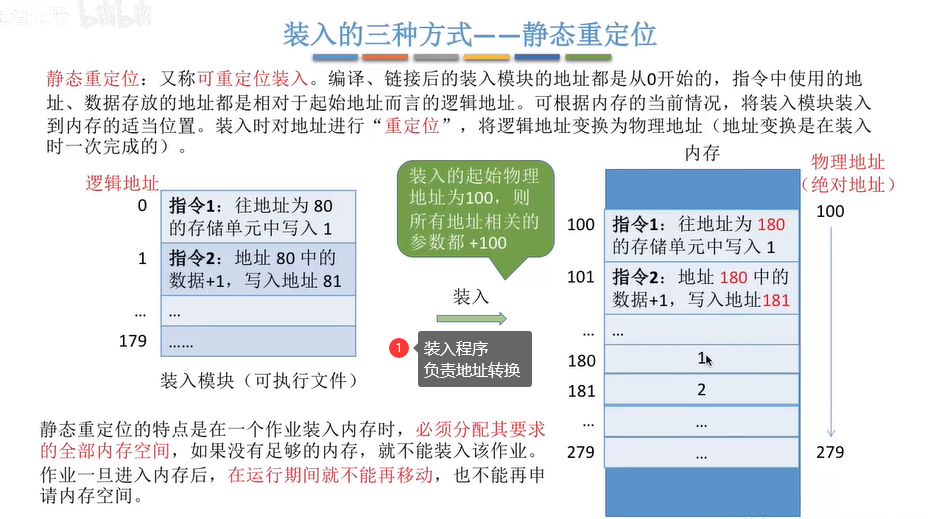 装入的三种方式——静态重定位
静态重定位：又称可重定位装入。编译、链接后的装入模块的地址都是从0开始的，指令中使用的地
址、数据存放的地址都是相对于起始地址而言的逻辑地址。可根据内存的当前情况，将装入模块装入
到内存的适当位置。装入时对地址进行“重定位”，将逻辑地址变换为物理地址（地址变换是在装入
时一次完成的）。
逻辑地址
0
指令1：往地址为 80
的存储单元中写入 1
1
指令2：地址 80 中的
数据+1，写入地址 81
...
...
179
……
装入模块（可执行文件）
装入的起始物理
地址为100，则
所有地址相关的
参数都 +100
装入
1
装入程序
负责地址转换
内存
物理地址
（绝对地址）
100
指令1：往地址为 180
的存储单元中写入 1
101
指令2：地址 180 中的
数据+1，写入地址181
...
...
180
1
181
2
...
...
279
...
100
279
静态重定位的特点是在一个作业装入内存时，必须分配其要求
的全部内存空间，如果没有足够的内存，就不能装入该作业。
作业一旦进入内存后，在运行期间就不能再移动，也不能再申
请内存空间。
bilibili